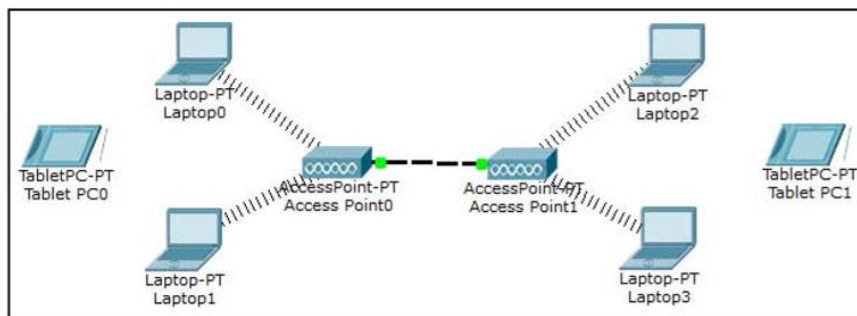 Laptop-PT
Laptop0
Laptop-PT
Laptop2
TabletPC-PT
Tablet PC0
AccessPoint-PT
Access Point0
AccessPoint-PT
Access Point1
TabletPC-PT
Tablet PC1
Laptop-PT
Laptop1
Laptop-PT
Laptop3